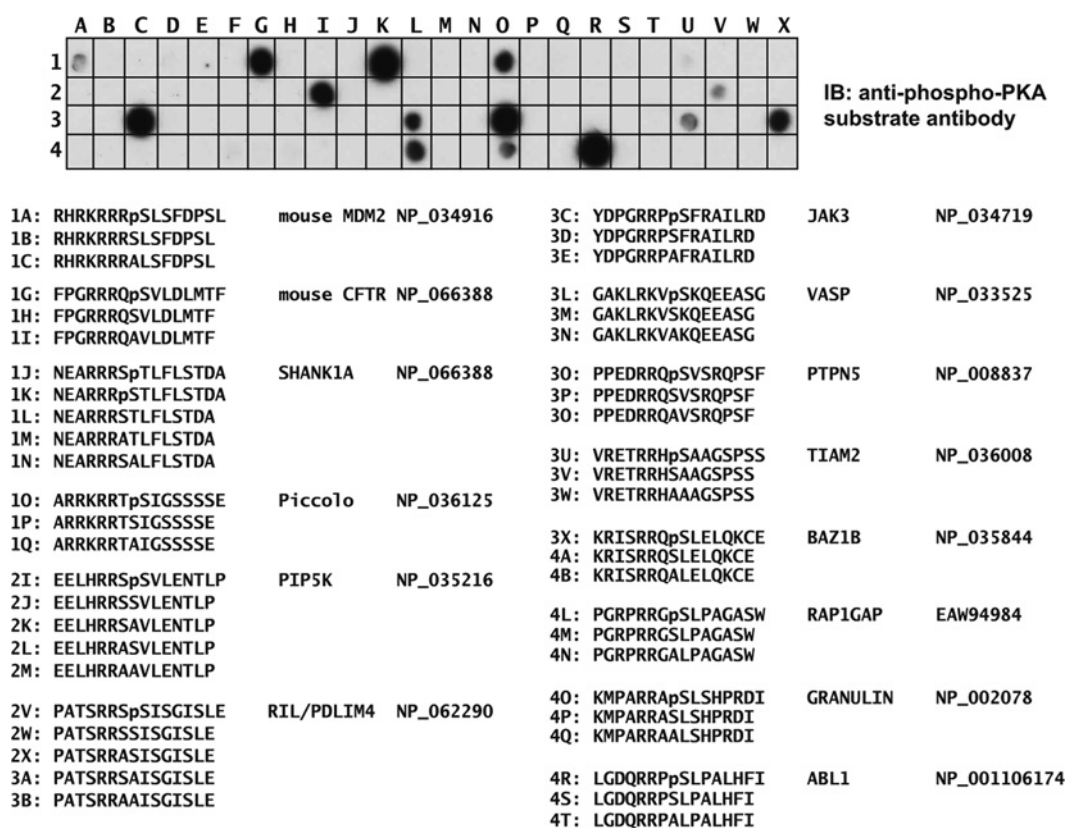 A B C D E F G H I J K L M N O P Q R S T U V W X
1
2
3
4
IB: anti-phospho-PKA
substrate antibody
1A: RHRKRRRpSLSFDPSL mouse MDM2 NP_034916
1B: RHRKRRRSLSFDPSL
1C: RHRKRRRALSFDPSL
1G: FPGRRRQpSVLDLMTF mouse CFTR NP_066388
1H: FPGRRRQSVLDLMTF
1I: FPGRRRQAVLDLMTF
1J: NEARRRSpTLFLSTDA SHANK1A NP_066388
1K: NEARRRpSTLFLSTDA
1L: NEARRRSTLFLSTDA
1M: NEARRRATLFLSTDA
1N: NEARRRSALFLSTDA
1O: ARRKRRTpSIGSSSSE Piccolo NP_036125
1P: ARRKRRTSIGSSSSE
1Q: ARRKRRTAIGSSSSE
2I: EELHRRSpSVLENTLP PIP5K NP_035216
2J: EELHRRSSVLENTLP
2K: EELHRRSAVLENTLP
2L: EELHRRASVLENTLP
2M: EELHRRAAVLENTLP
2V: PATSRRSpSISGISLE RIL/PDLIM4 NP_062290
2W: PATSRRSSISGISLE
2X: PATSRRASISGISLE
3A: PATSRRSAISGISLE
3B: PATSRRAAISGISLE
3C: YDPGRRPpSFRAILRD JAK3 NP_034719
3D: YDPGRRPSFRAILRD
3E: YDPGRRPAFRAILRD
3L: GAKLRKVpSKQEEASG VASP NP_033525
3M: GAKLRKVSKQEEASG
3N: GAKLRKVAKQEEASG
3O: PPEDRRQpSVSRQPSF PTPN5 NP_008837
3P: PPEDRRQSVSRQPSF
3O: PPEDRRQAVSRQPSF
3U: VRETRRHpSAAGSPSS TIAM2 NP_036008
3V: VRETRRHSAAGSPSS
3W: VRETRRHAAAGSPSS
3X: KRISRRQpSLELQKCE BAZ1B NP_035844
4A: KRISRRQSLELQKCE
4B: KRISRRQALELQKCE
4L: PGRPRRGpSLPAGASW RAP1GAP EAW94984
4M: PGRPRRGSLPAGASW
4N: PGRPRRGALPAGASW
4O: KMPARRApSLSHPRDI GRANULIN NP_002078
4P: KMPARRASLSHPRDI
4Q: KMPARRAALSHPRDI
4R: LGDQRRPpSLPALHFI ABL1 NP_001106174
4S: LGDQRRPSLPALHFI
4T: LGDQRRPALPALHFI